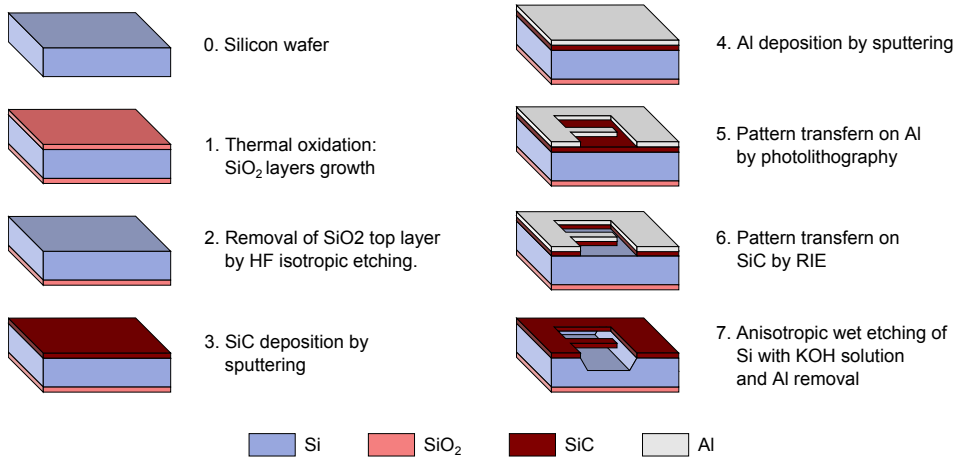 0. Silicon wafer
1. Thermal oxidation:
SiO₂ layers growth
2. Removal of SiO2 top layer
by HF isotropic etching.
3. SiC deposition by
sputtering
4. Al deposition by sputtering
5. Pattern transfern on Al
by photolithography
6. Pattern transfern on
SiC by RIE
7. Anisotropic wet etching of
Si with KOH solution
and Al removal
Si
SiO₂
SiC
Al